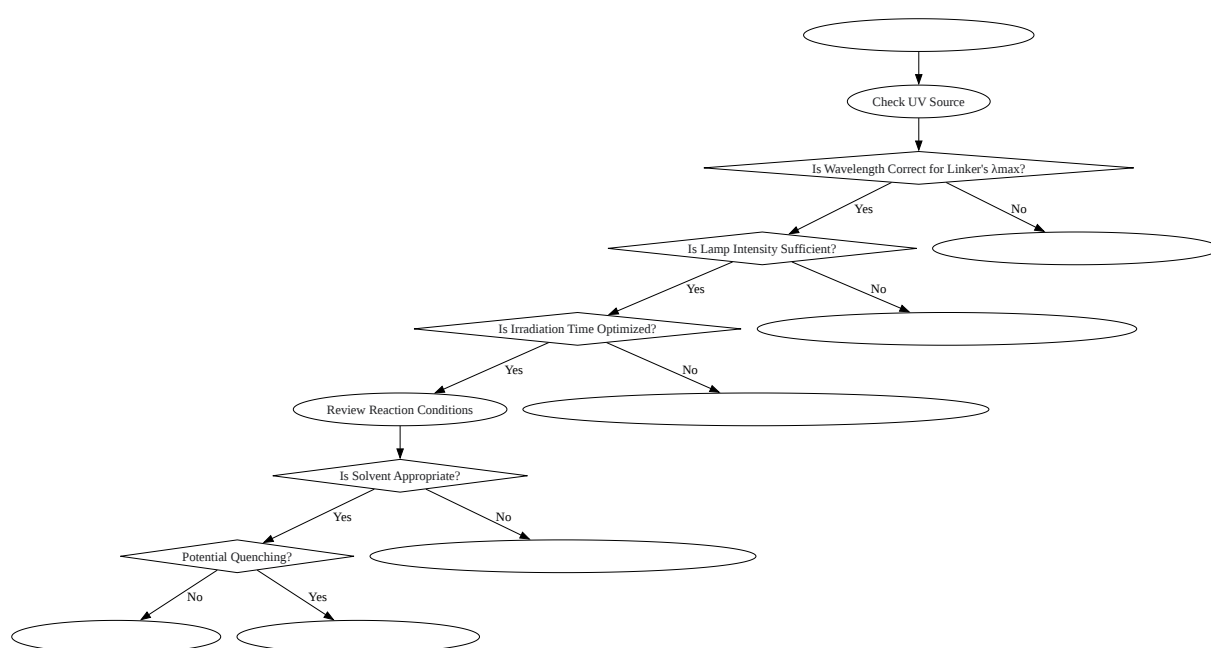 Check UV Source
Is Wavelength Correct for Linker's λmax?
Yes
No
Is Lamp Intensity Sufficient?
Yes
No
Is Irradiation Time Optimized?
Yes
No
Review Reaction Conditions
Is Solvent Appropriate?
Yes
No
Potential Quenching?
No
Yes